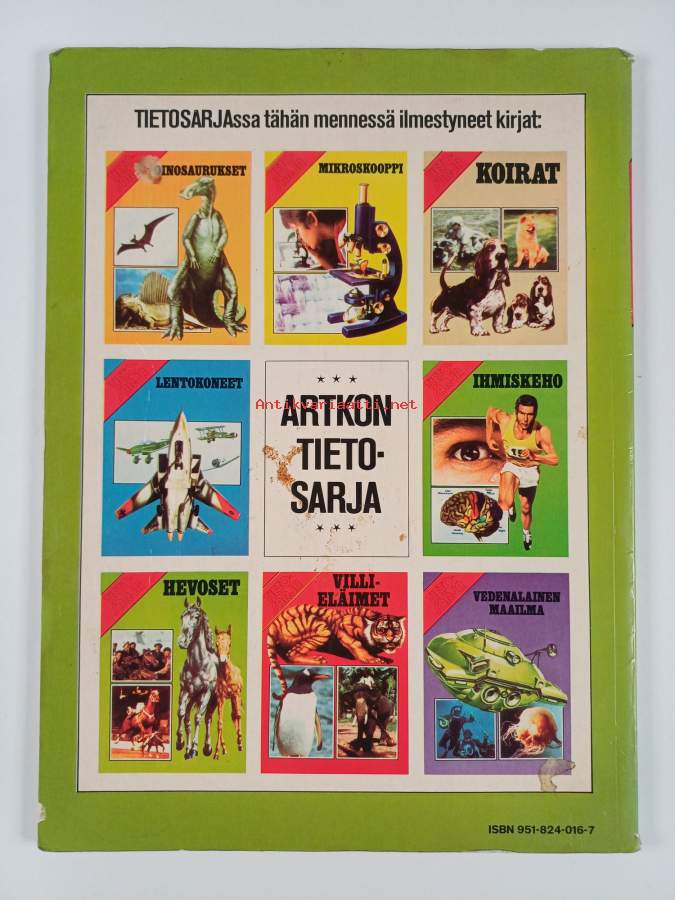 TIETOSARJAssa tähän mennessä ilmestyneet kirjat:
INOSAURUKSET
MIKROSKOOPPI
KOIRAT
LENTOKONEET
★ ★ ★
Antikvariaatti.net
ARTKON
TIETO-
SARJA
★ ★ ★
IHMISKEHO
HEVOSET
VILLI-
ELÄIMET
VEDENALAINEN
MAAILMA
ISBN 951-824-016-7